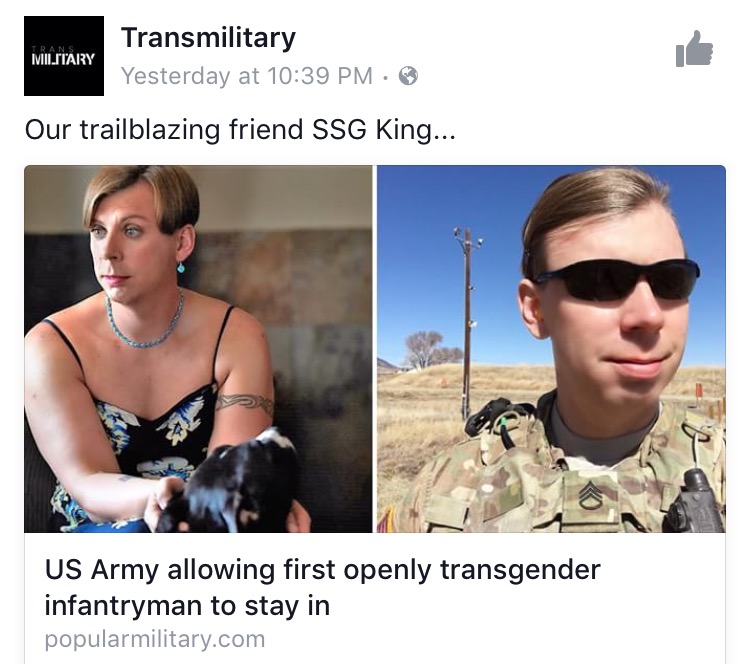 TRANS
MILITARY
Transmilitary
Yesterday at 10:39 PM ·
Our trailblazing friend SSG King...
US Army allowing first openly transgender
infantryman to stay in
popularmilitary.com